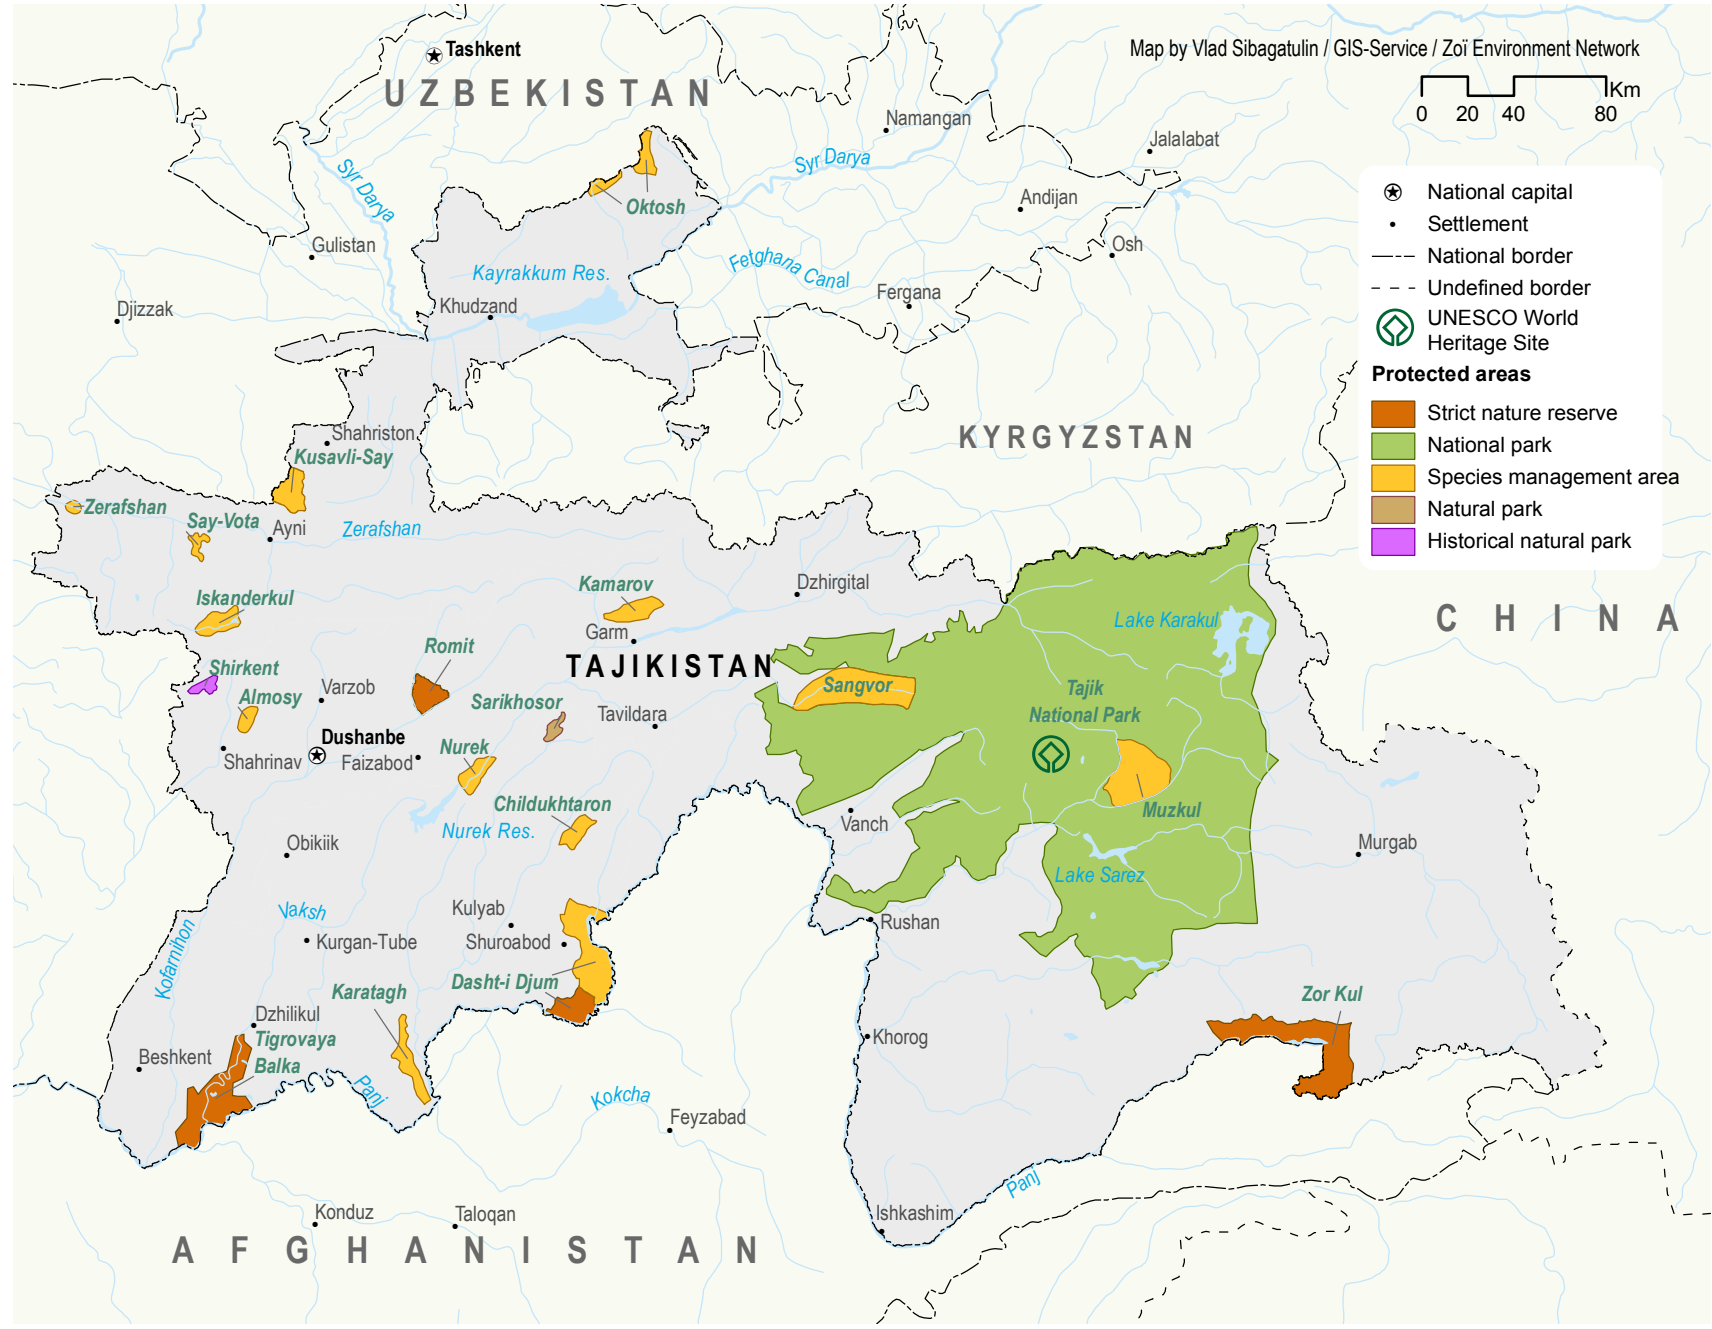 Tashkent
UZBEKISTAN
Map by Vlad Sibagatulin / GIS-Service / Zoï Environment Network
Km
0 20 40 80
Namangan
Jalalabat
Syr Darya
Syr Darya
Oktosh
Andijan
Gulistan
Osh
Fetghana Canal
Kayrakkum Res.
Fergana
Khudzand
Djizzak
National capital
Settlement
National border
Undefined border
UNESCO World
Heritage Site
Protected areas
Strict nature reserve
National park
Species management area
Natural park
Historical natural park
KYRGYZSTAN
Shahriston
Kusavli-Say
Zerafshan
Say-Vota
Ayni
Zerafshan
Iskanderkul
Kamarov
Dzhirgital
Garm
Lake Karakul
CHINA
Romit
TAJIKISTAN
Shirkent
Almosy
Varzob
Sarikhosor
Tavildara
Sangvor
Tajik
National Park
Dushanbe
Shahrinav
Faizabod
Nurek
Childukhtaron
Nurek Res.
Muzkul
Vanch
Obikiik
Murgab
Lake Sarez
Vaksh
Kulyab
Kurgan-Tube
Shuroabod
Rushan
Kofarnihon
Dasht-i Djum
Karatagh
Zor Kul
Dzhilikul
Tigrovaya
Balka
Beshkent
Khorog
Panj
Kokcha
Feyzabad
Panj
Konduz
Taloqan
Ishkashim
AFGHANISTAN